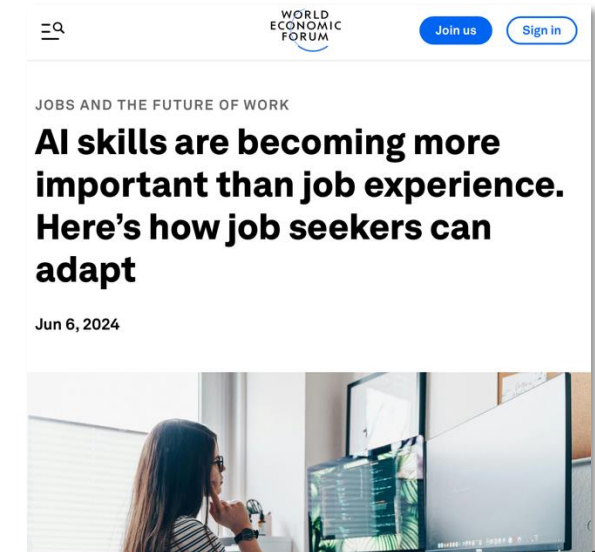 WORLD
ECONOMIC
FORUM
Join us
Sign in
JOBS AND THE FUTURE OF WORK
AI skills are becoming more
important than job experience.
Here’s how job seekers can
adapt
Jun 6, 2024